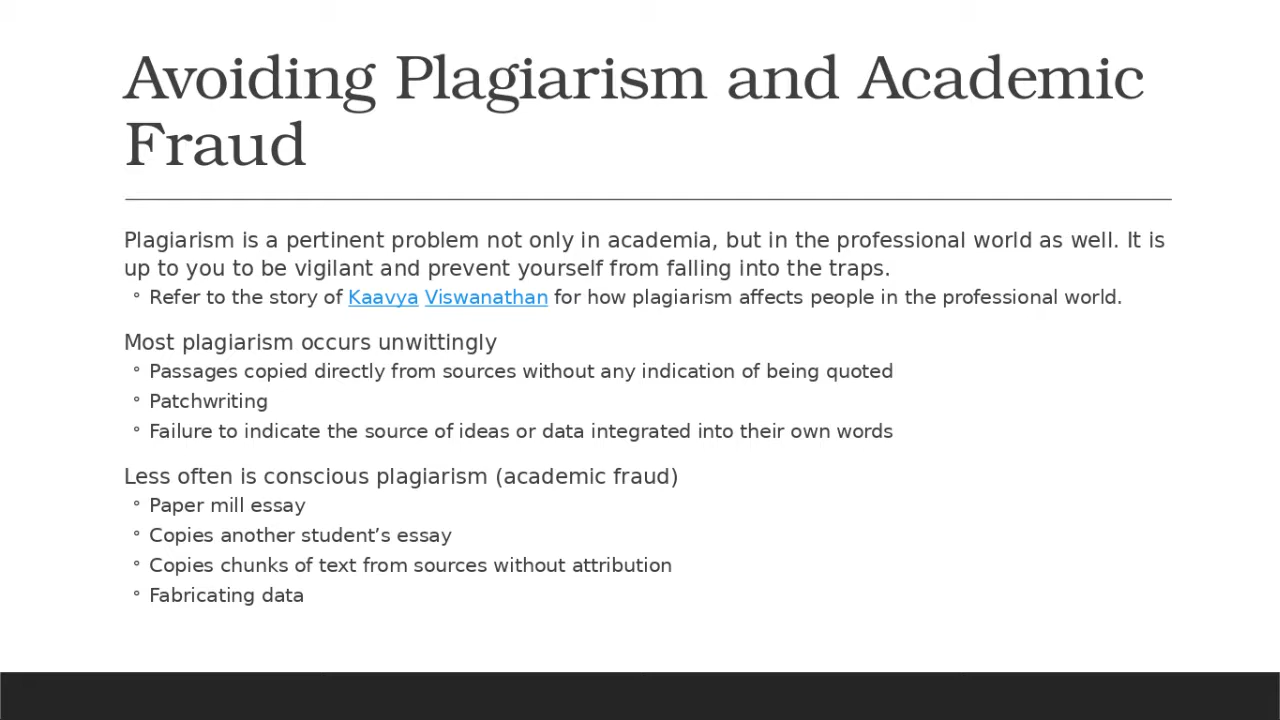 Avoiding Plagiarism and Academic
Fraud
Plagiarism is a pertinent problem not only in academia, but in the professional world as well. It is
up to you to be vigilant and prevent yourself from falling into the traps.
° Refer to the story of Kaavya Viswanathan for how plagiarism affects people in the professional world.
Most plagiarism occurs unwittingly
° Passages copied directly from sources without any indication of being quoted
° Patchwriting
° Failure to indicate the source of ideas or data integrated into their own words
Less often is conscious plagiarism (academic fraud)
° Paper mill essay
° Copies another student’s essay
° Copies chunks of text from sources without attribution
° Fabricating data